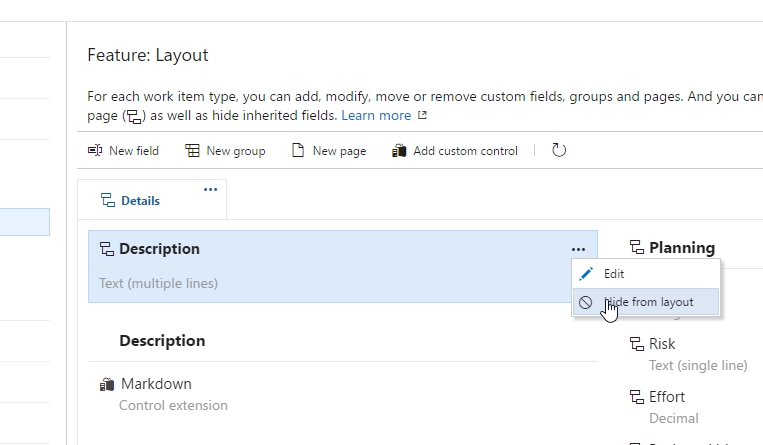 Feature: Layout
For each work item type, you can add, modify, move or remove custom fields, groups and pages. And you can
page () as well as hide inherited fields. Learn more
New field New group New page Add custom control
Details
Description
Text (multiple lines)
Planning
Edit
Hide from layout
Description
Risk
Text (single line)
Markdown
Control extension
Effort
Decimal